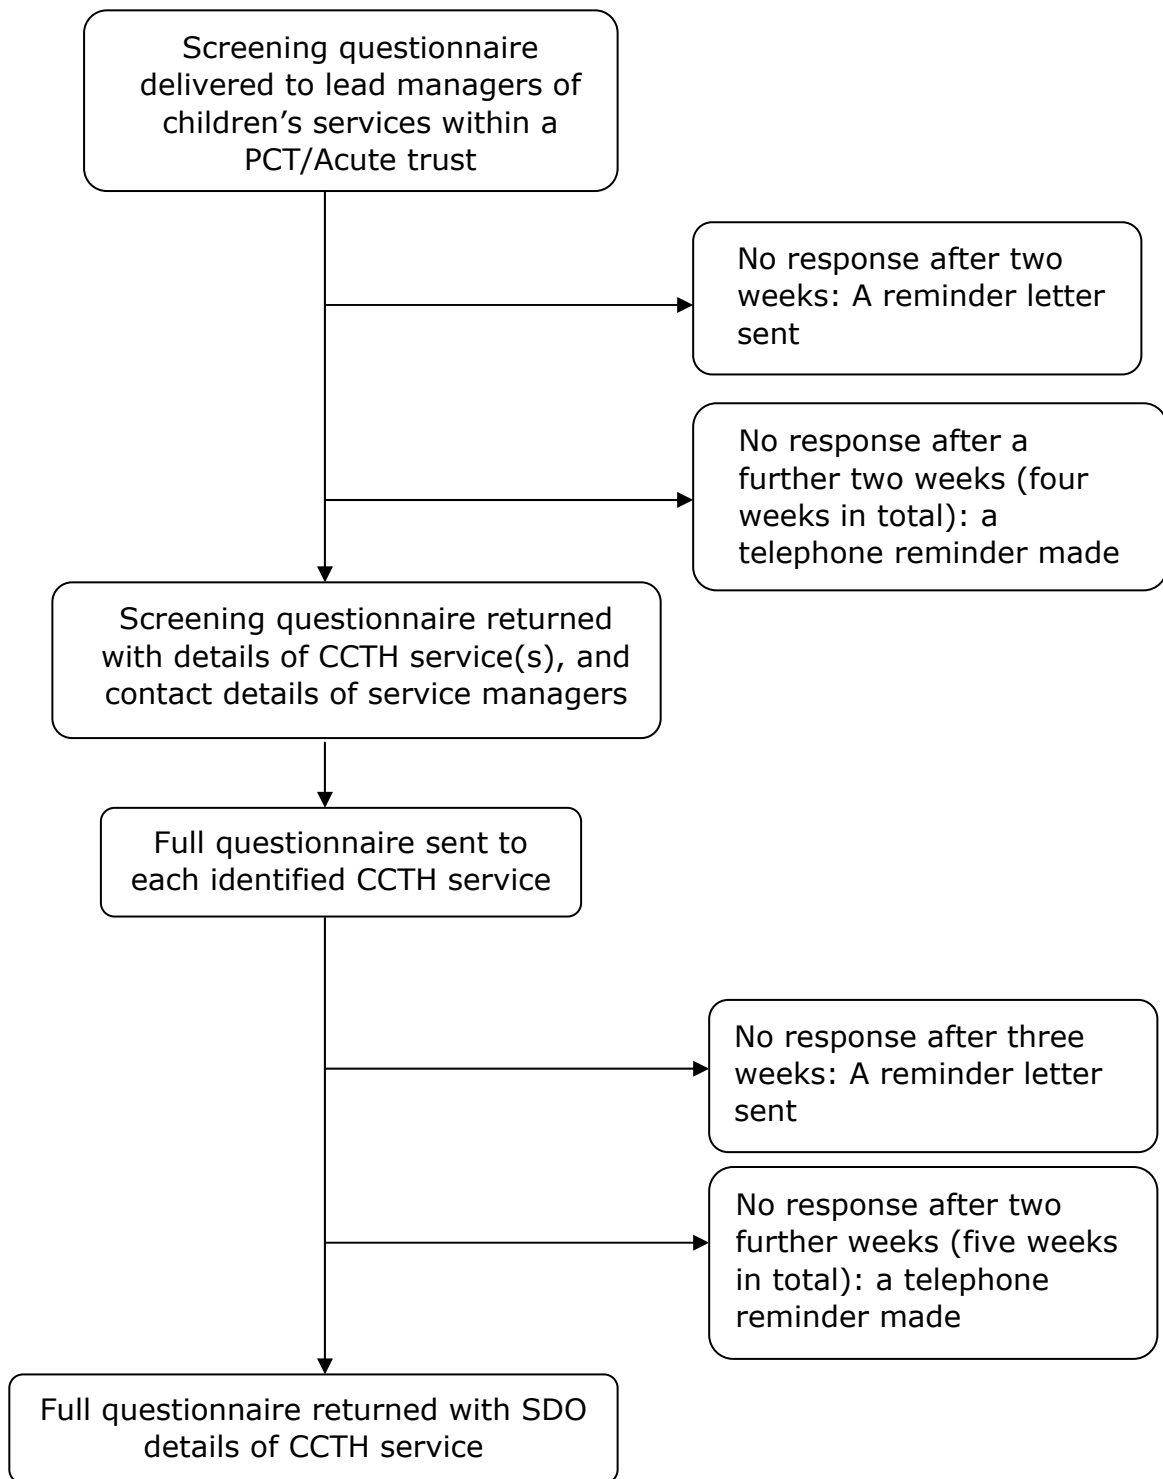 Screening questionnaire
delivered to lead managers of
children’s services within a
PCT/Acute trust
No response after two
weeks: A reminder letter
sent
No response after a
further two weeks (four
weeks in total): a
telephone reminder made
Screening questionnaire returned
with details of CCTH service(s), and
contact details of service managers
Full questionnaire sent to
each identified CCTH service
No response after three
weeks: A reminder letter
sent
No response after two
further weeks (five weeks
in total): a telephone
reminder made
Full questionnaire returned with SDO
details of CCTH service